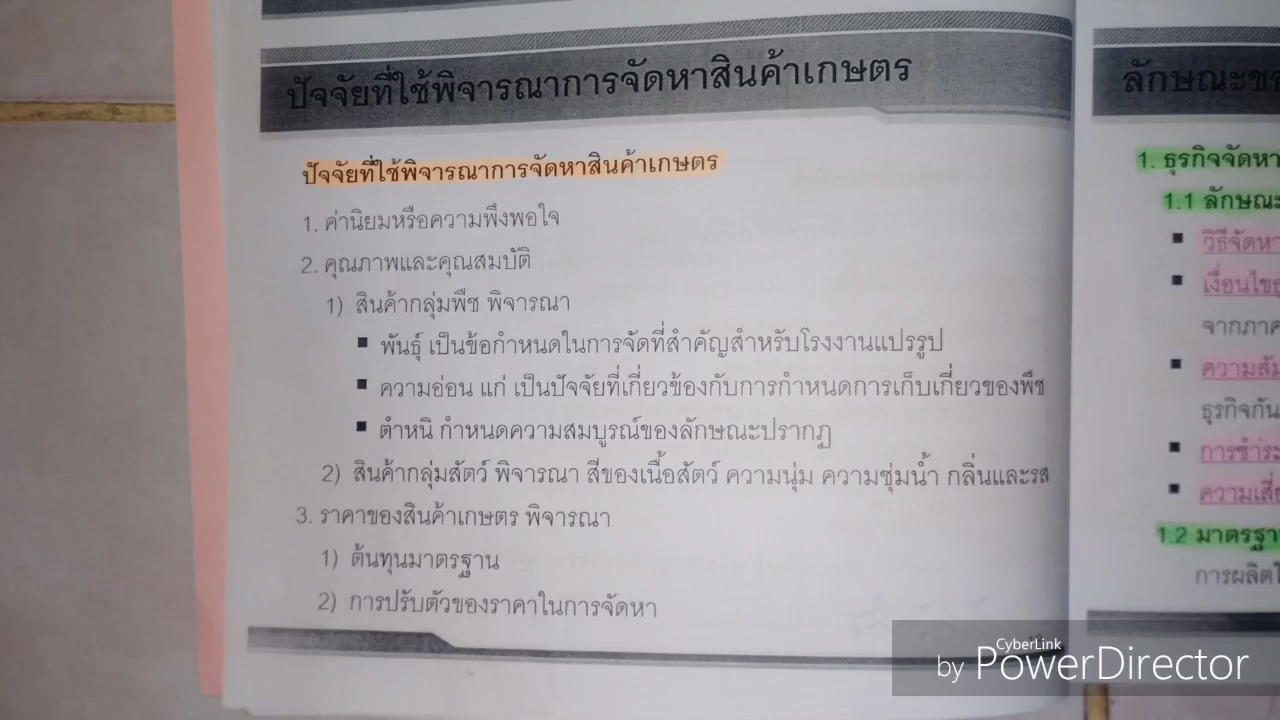 ปัจจัยที่ใช้พิจารณาการจัดหาสินค้าเกษตร
ปัจจัยที่ใช้พิจารณาการจัดหาสินค้าเกษตร
1. ค่านิยมหรือความพึงพอใจ
2. คุณภาพและคุณสมบัติ
1) สินค้ากลุ่มพืช พิจารณา
▪ พันธุ์ เป็นข้อกำหนดในการจัดที่สำคัญสำหรับโรงงานแปรรูป
▪ ความอ่อน แก่ เป็นปัจจัยที่เกี่ยวข้องกับการกำหนดการเก็บเกี่ยวของพืช
▪ ตำหนิ กำหนดความสมบูรณ์ของลักษณะปรากฏ
2) สินค้ากลุ่มสัตว์ พิจารณา สีของเนื้อสัตว์ ความนุ่ม ความชุ่มน้ำ กลิ่นและรส
3. ราคาของสินค้าเกษตร พิจารณา
1) ต้นทุนมาตรฐาน
2) การปรับตัวของราคาในการจัดหา
ลักษณะขอ
1. ธุรกิจจัดหา
1.1 ลักษณะ
▪ วิธีจัดหา
▪ เงื่อนไขข
จากภาค
▪ ความสัม
ธุรกิจกัน
▪ การชำระ
▪ ความเสี่ย
1.2 มาตรฐาน
การผลิตใ
CyberLink
by PowerDirector